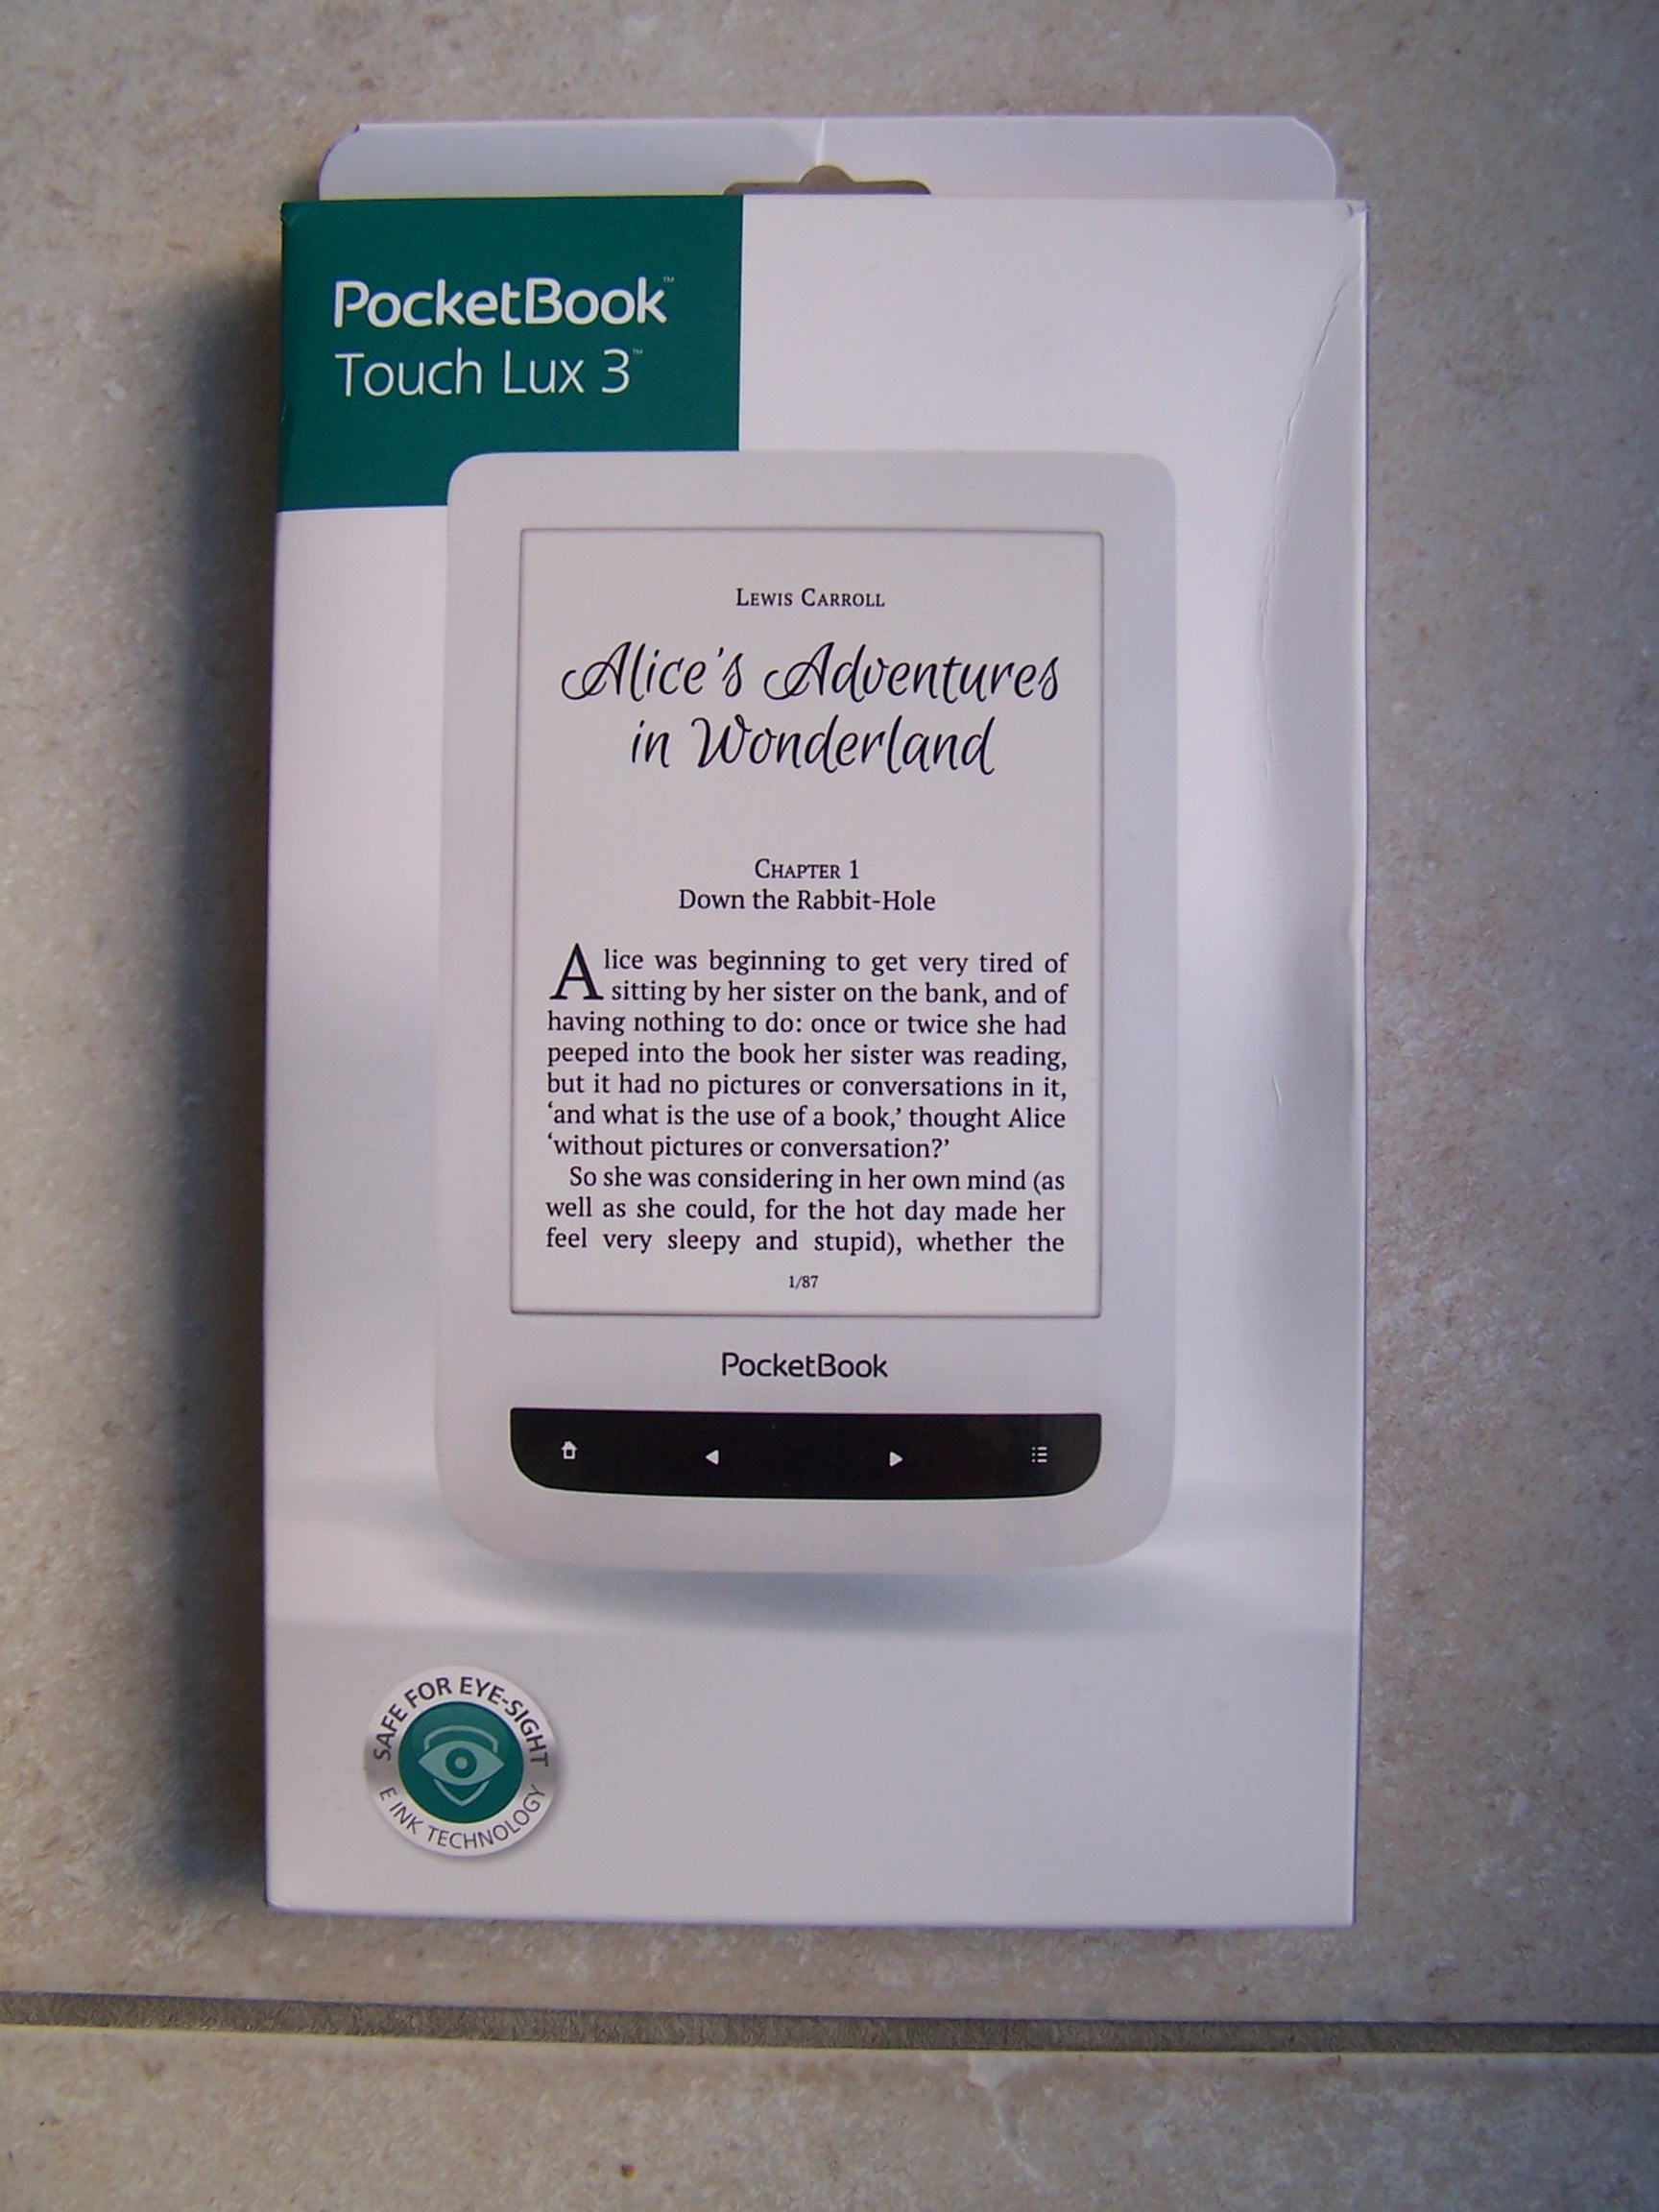 PocketBook™
Touch Lux 3™
Lewis Carroll
Alice's Adventures
in Wonderland
Chapter 1
Down the Rabbit-Hole
Alice was beginning to get very tired of
sitting by her sister on the bank, and of
having nothing to do: once or twice she had
peeped into the book her sister was reading,
but it had no pictures or conversations in it,
‘and what is the use of a book,’ thought Alice
‘without pictures or conversation?’
So she was considering in her own mind (as
well as she could, for the hot day made her
feel very sleepy and stupid), whether the
1/87
PocketBook
SAFE FOR EYE-SIGHT
E INK TECHNOLOGY